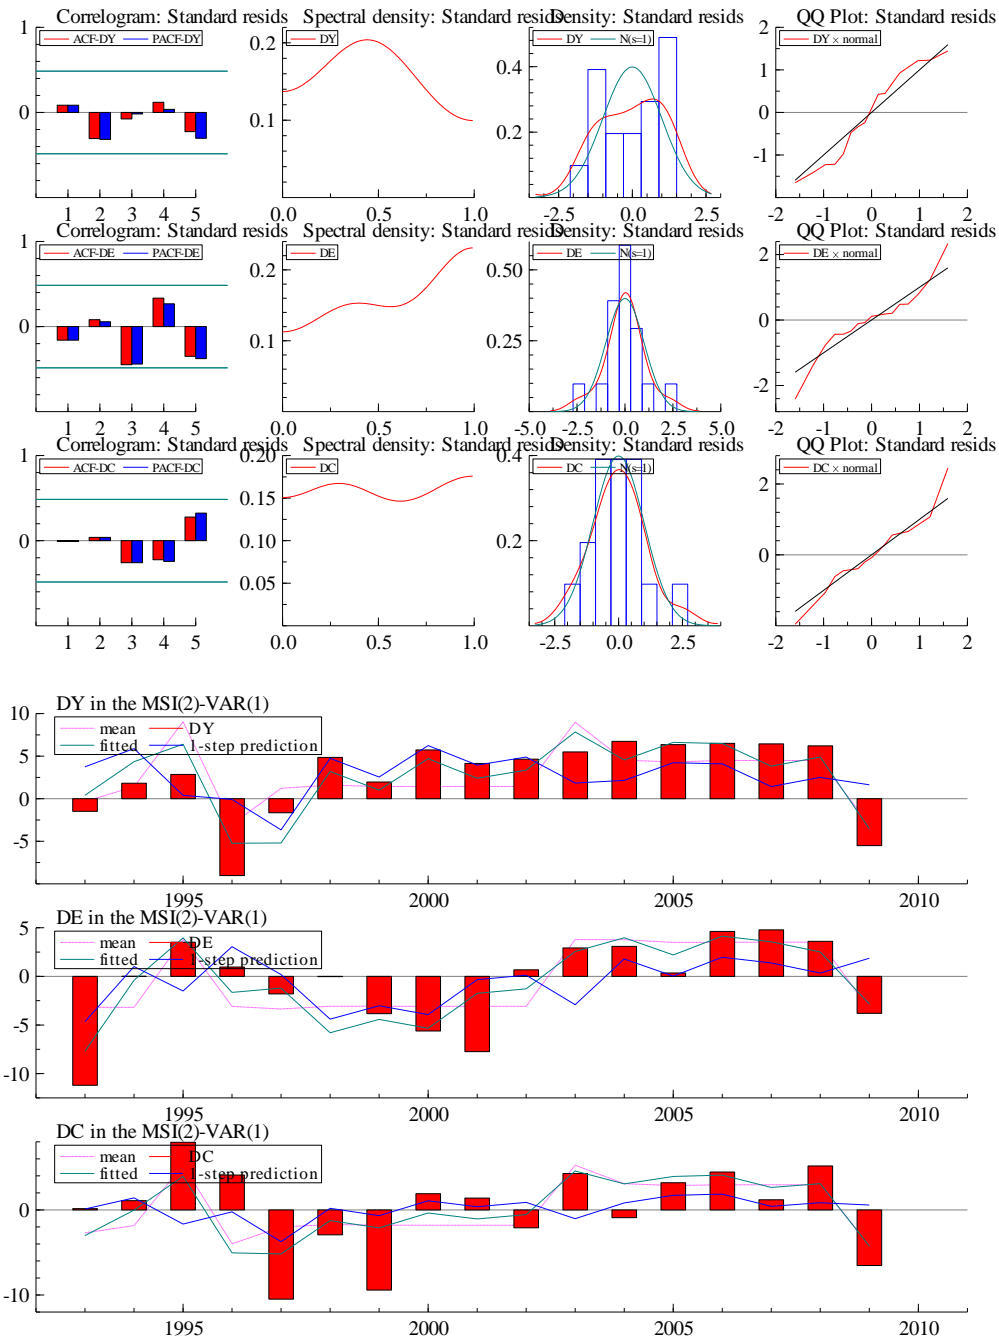 Correlogram: Standard resids
Spectral density: Standard resids
Density: Standard resids
QQ Plot: Standard resids
1
ACF-DY PACF-DY
0
1 2 3 4 5
DY
0.2
0.1
0.0 0.5 1.0
DY N(s=1)
0.4
0.2
-2.5 0.0 2.5
DY × normal
2
1
0
-1
-2 -1 0 1 2
Correlogram: Standard resids
Spectral density: Standard resids
Density: Standard resids
QQ Plot: Standard resids
1
ACF-DE PACF-DE
0
1 2 3 4 5
DE
0.2
0.1
0.0 0.5 1.0
DE N(s=1)
0.50
0.25
-5.0 -2.5 0.0 2.5 5.0
DE × normal
2
0
-2
-2 -1 0 1 2
Correlogram: Standard resids
Spectral density: Standard resids
Density: Standard resids
QQ Plot: Standard resids
1
ACF-DC PACF-DC
0
1 2 3 4 5
0.20
DC
0.15
0.10
0.05
0.0 0.5 1.0
0.4
DC N(s=1)
0.2
-2.5 0.0 2.5
DC × normal
2
0
-2 -1 0 1 2
DY in the MSI(2)-VAR(1)
10
mean DY
fitted 1-step prediction
5
0
-5
1995 2000 2005 2010
DE in the MSI(2)-VAR(1)
5
mean DE
fitted 1-step prediction
0
-5
-10
1995 2000 2005 2010
DC in the MSI(2)-VAR(1)
mean DC
fitted 1-step prediction
0
-10
1995 2000 2005 2010